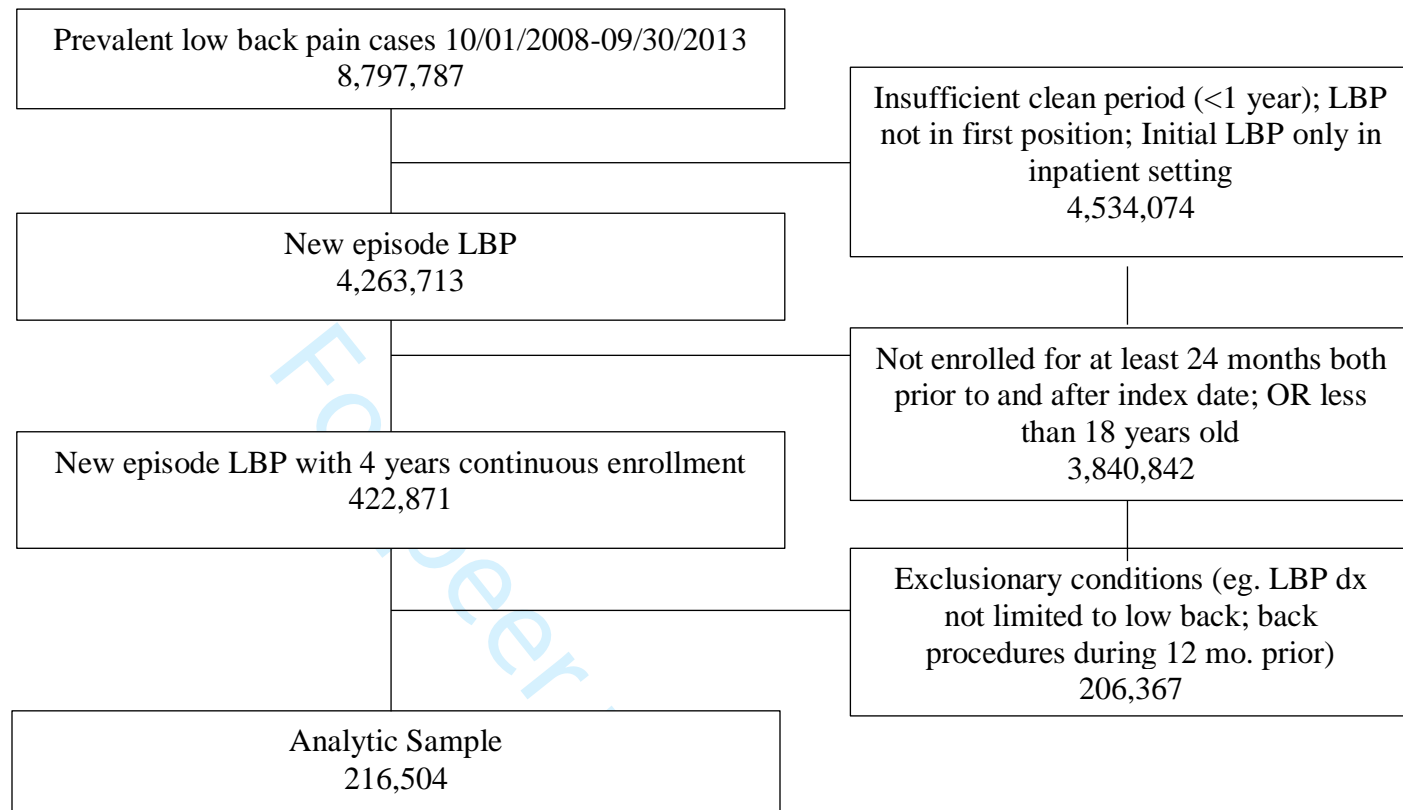 Prevalent low back pain cases 10/01/2008-09/30/2013
8,797,787
Insufficient clean period (<1 year); LBP
not in first position; Initial LBP only in
inpatient setting
4,534,074
New episode LBP
4,263,713
Not enrolled for at least 24 months both
prior to and after index date; OR less
than 18 years old
3,840,842
New episode LBP with 4 years continuous enrollment
422,871
Exclusionary conditions (eg. LBP dx
not limited to low back; back
procedures during 12 mo. prior)
206,367
Analytic Sample
216,504